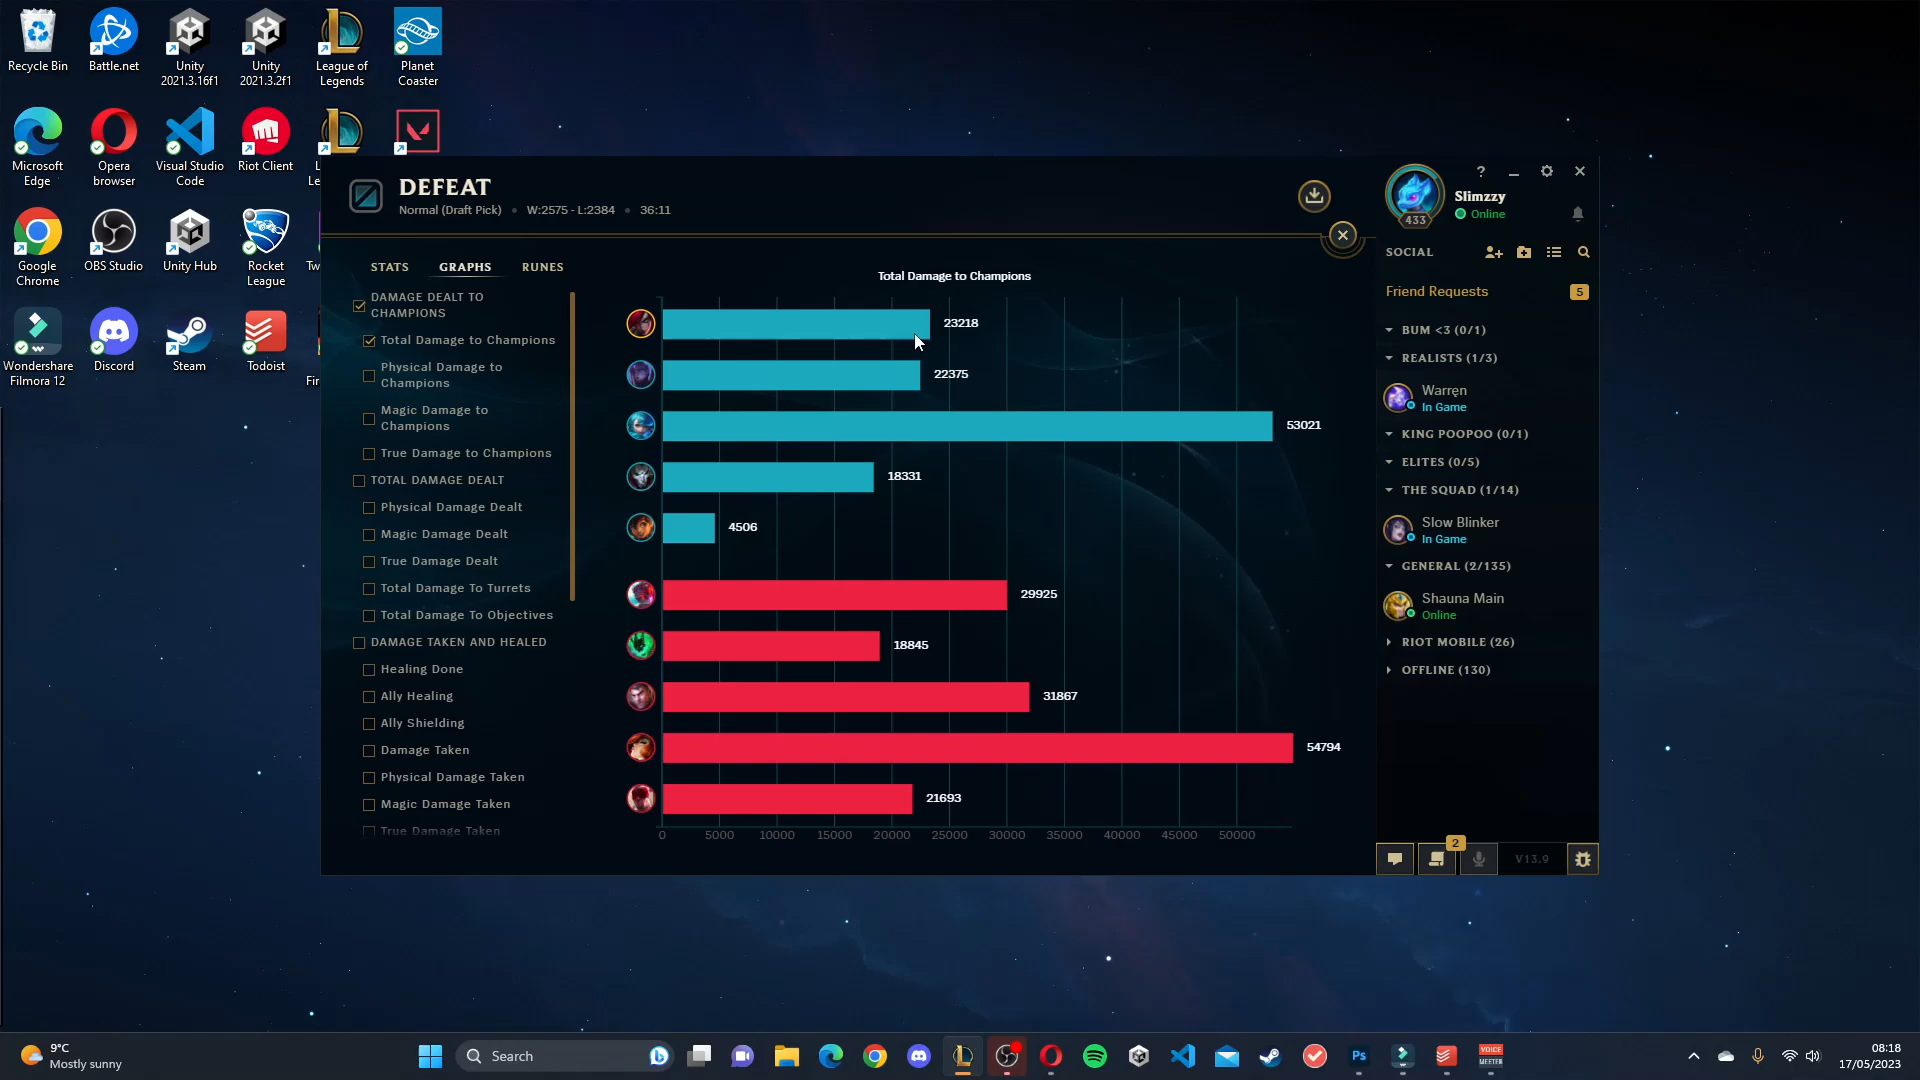 Recycle Bin
Battle.net
Unity
2021.3.16f1
Unity
2021.3.2f1
League of
Legends
Planet
Coaster
Microsoft
Edge
Opera
browser
Visual Studio
Code
Riot Client
L
Le
Google
Chrome
OBS Studio
Unity Hub
Rocket
League
Tw
Wondershare
Filmora 12
Discord
Steam
Todoist
Fir
DEFEAT
Normal (Draft Pick) • W:2575 - L:2384 • 36:11
STATS
GRAPHS
RUNES
DAMAGE DEALT TO
CHAMPIONS
Total Damage to Champions
Physical Damage to
Champions
Magic Damage to
Champions
True Damage to Champions
TOTAL DAMAGE DEALT
Physical Damage Dealt
Magic Damage Dealt
True Damage Dealt
Total Damage To Turrets
Total Damage To Objectives
DAMAGE TAKEN AND HEALED
Healing Done
Ally Healing
Ally Shielding
Damage Taken
Physical Damage Taken
Magic Damage Taken
True Damage Taken
Total Damage to Champions
23218
22375
53021
18331
4506
29925
18845
31867
54794
21693
0 5000 10000 15000 20000 25000 30000 35000 40000 45000 50000
433
?
Slimzzy
Online
SOCIAL
Friend Requests
5
BUM <3 (0/1)
REALISTS (1/3)
Warręn
In Game
KING POOPOO (0/1)
ELITES (0/5)
THE SQUAD (1/14)
Slow Blinker
In Game
GENERAL (2/135)
Shauna Main
Online
RIOT MOBILE (26)
OFFLINE (130)
2
V13.9
9°C
Mostly sunny
Search
Ps
VOICE
MEETER
08:18
17/05/2023